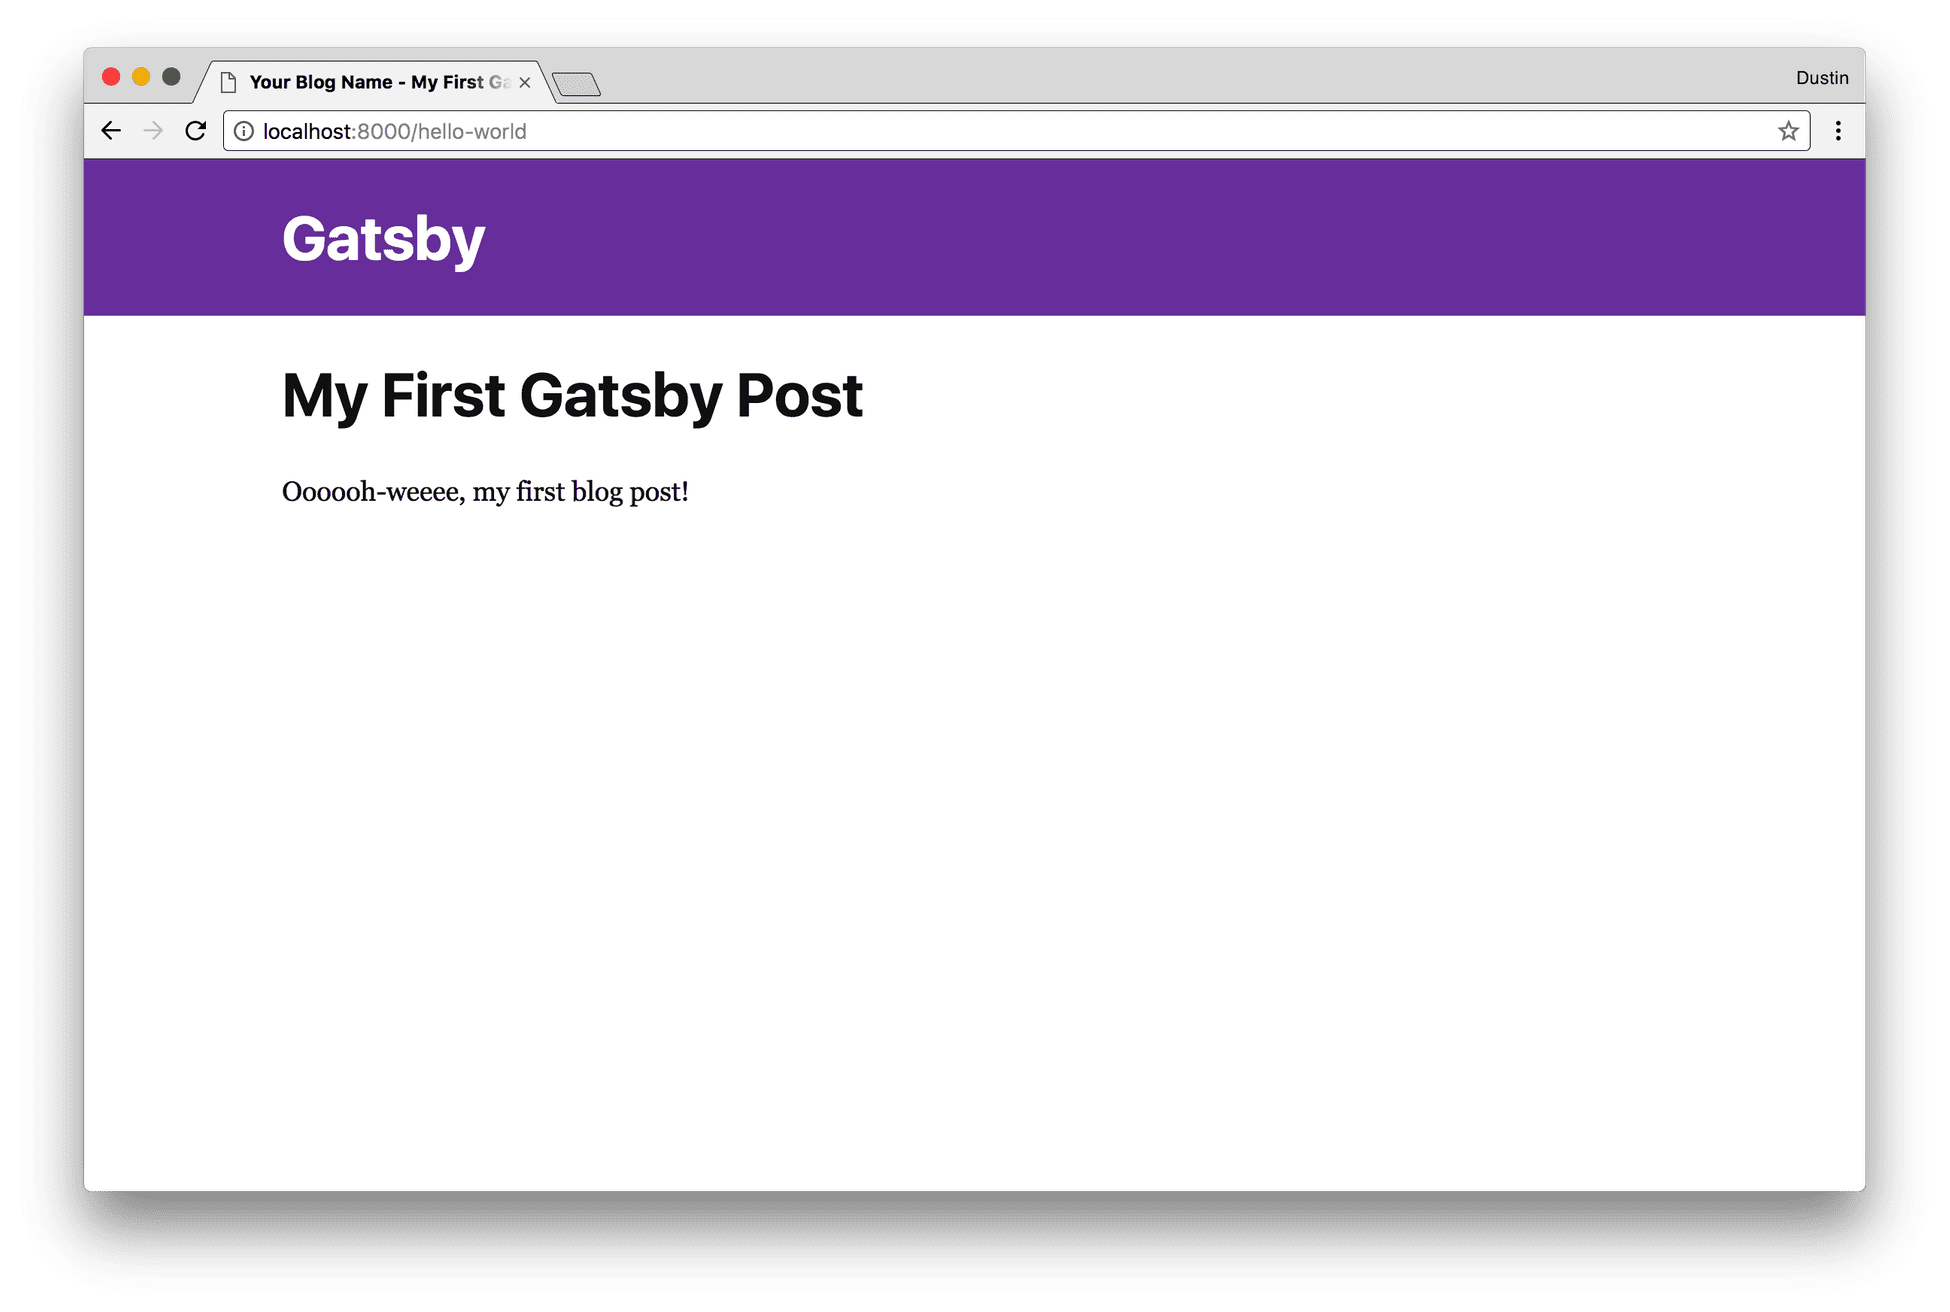 Your Blog Name - My First Ga
Dustin
localhost:8000/hello-world
Gatsby
My First Gatsby Post
Oooooh-weeee, my first blog post!